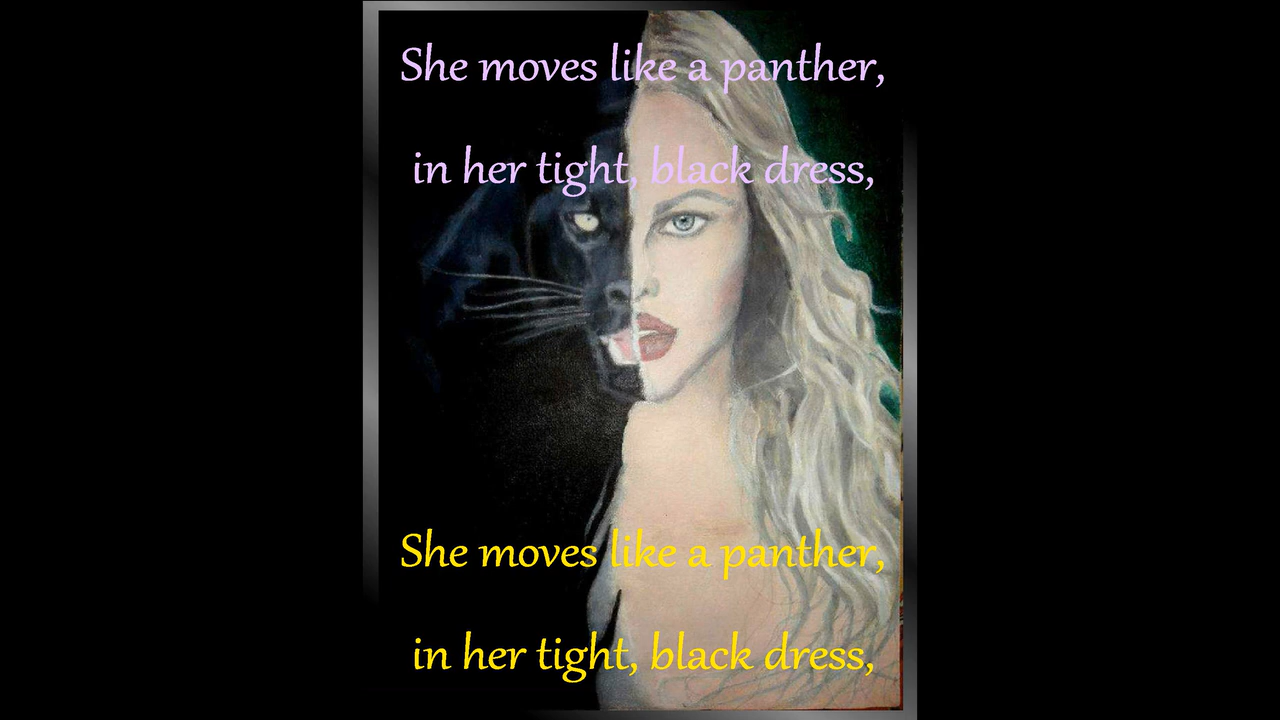 She moves like a panther,
in her tight, black dress,
She moves like a panther,
in her tight, black dress,